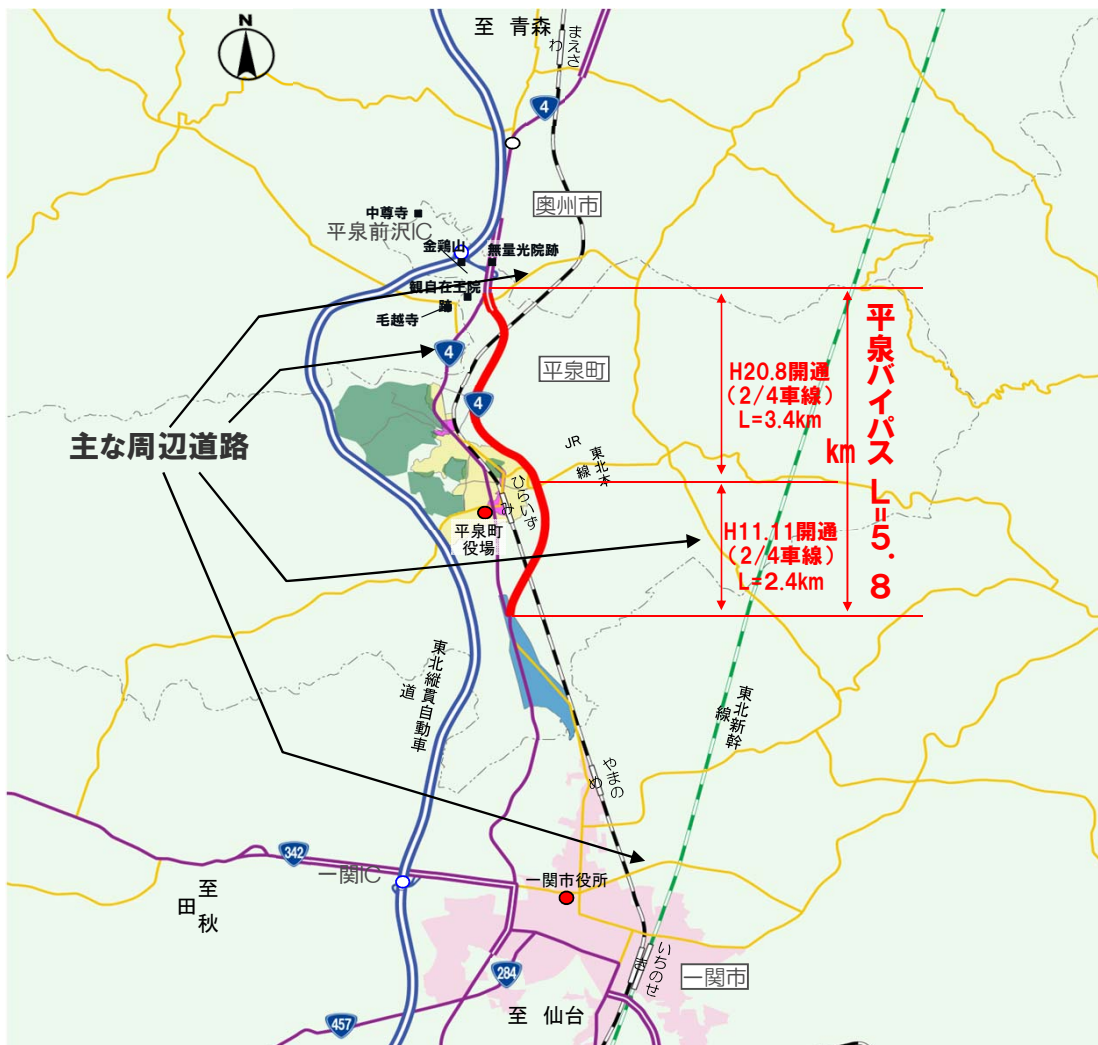 N
至 青森
まえさわ
4
奥州市
中尊寺
平泉前沢IC
金鶏山
無量光院跡
観自在王院跡
毛越寺
4
平泉町
4
H20.8開通
（2/4車線）
L=3.4km
平泉バイパス L=5．8km
主な周辺道路
JR東北本線
ひらいずみ
平泉町
役場
H11.11開通
（2/4車線）
L=2.4km
東北縦貫自動車道
東北新幹線
やまのめ
342
一関IC
至秋田
一関市役所
いちのせき
一関市
284
457
至 仙台